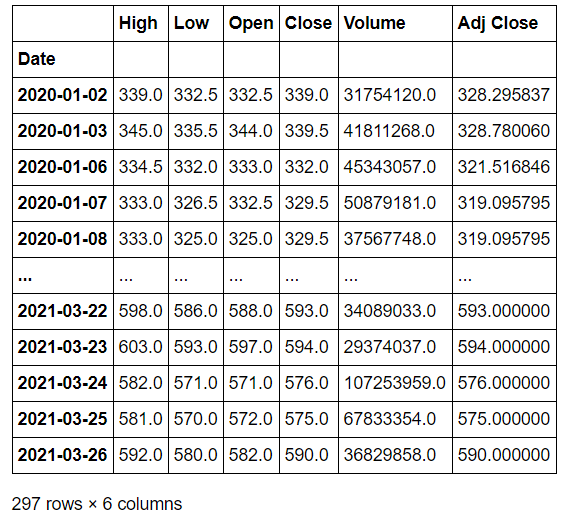 High Low Open Close Volume Adj Close
Date
2020-01-02 339.0 332.5 332.5 339.0 31754120.0 328.295837
2020-01-03 345.0 335.5 344.0 339.5 41811268.0 328.780060
2020-01-06 334.5 332.0 333.0 332.0 45343057.0 321.516846
2020-01-07 333.0 326.5 332.5 329.5 50879181.0 319.095795
2020-01-08 333.0 325.0 325.0 329.5 37567748.0 319.095795
... ... ... ... ... ... ...
2021-03-22 598.0 586.0 588.0 593.0 34089033.0 593.000000
2021-03-23 603.0 593.0 597.0 594.0 29374037.0 594.000000
2021-03-24 582.0 571.0 571.0 576.0 107253959.0 576.000000
2021-03-25 581.0 570.0 572.0 575.0 67833354.0 575.000000
2021-03-26 592.0 580.0 582.0 590.0 36829858.0 590.000000
297 rows × 6 columns